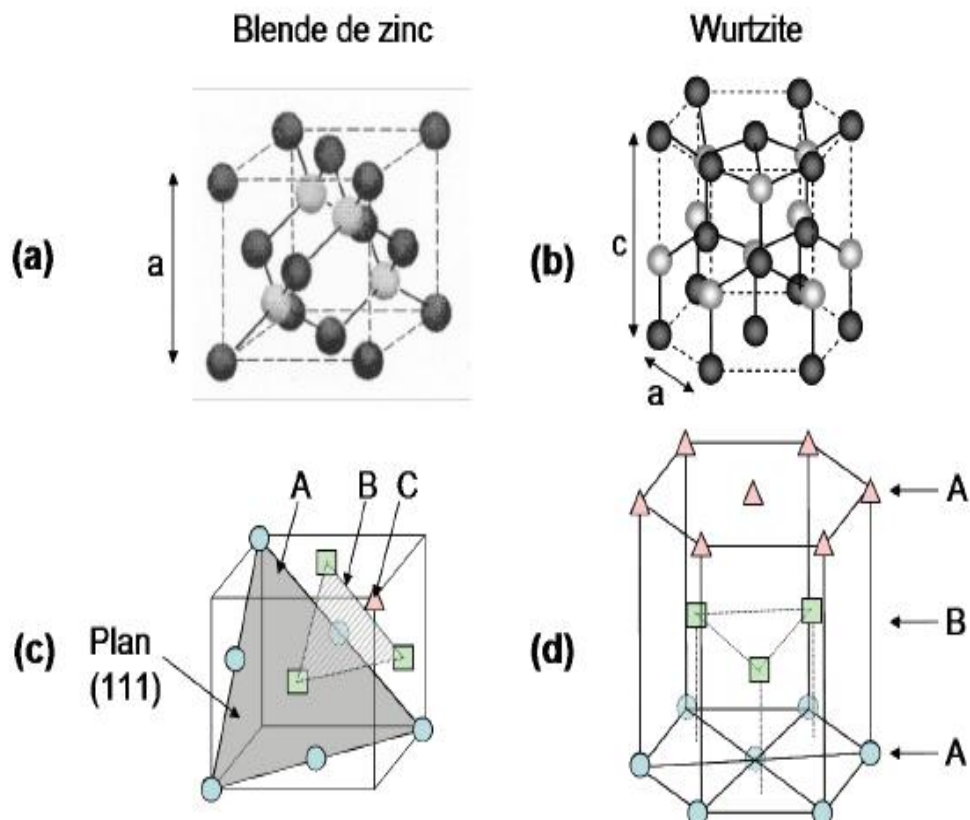 Blende de zinc
Wurtzite
(a)
a
(b)
c
a
(c)
A
B
C
Plan
(111)
(d)
A
B
A